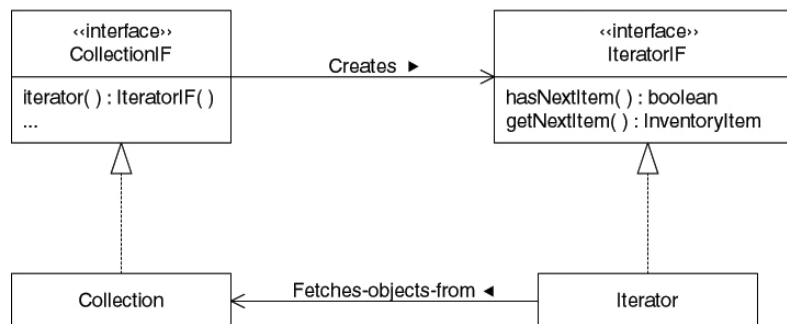 ‹‹interface››
CollectionIF
iterator( ) : IteratorIF( )
...
Creates ►
‹‹interface››
IteratorIF
hasNextItem( ) : boolean
getNextItem( ) : InventoryItem
Collection
Fetches-objects-from ◄
Iterator